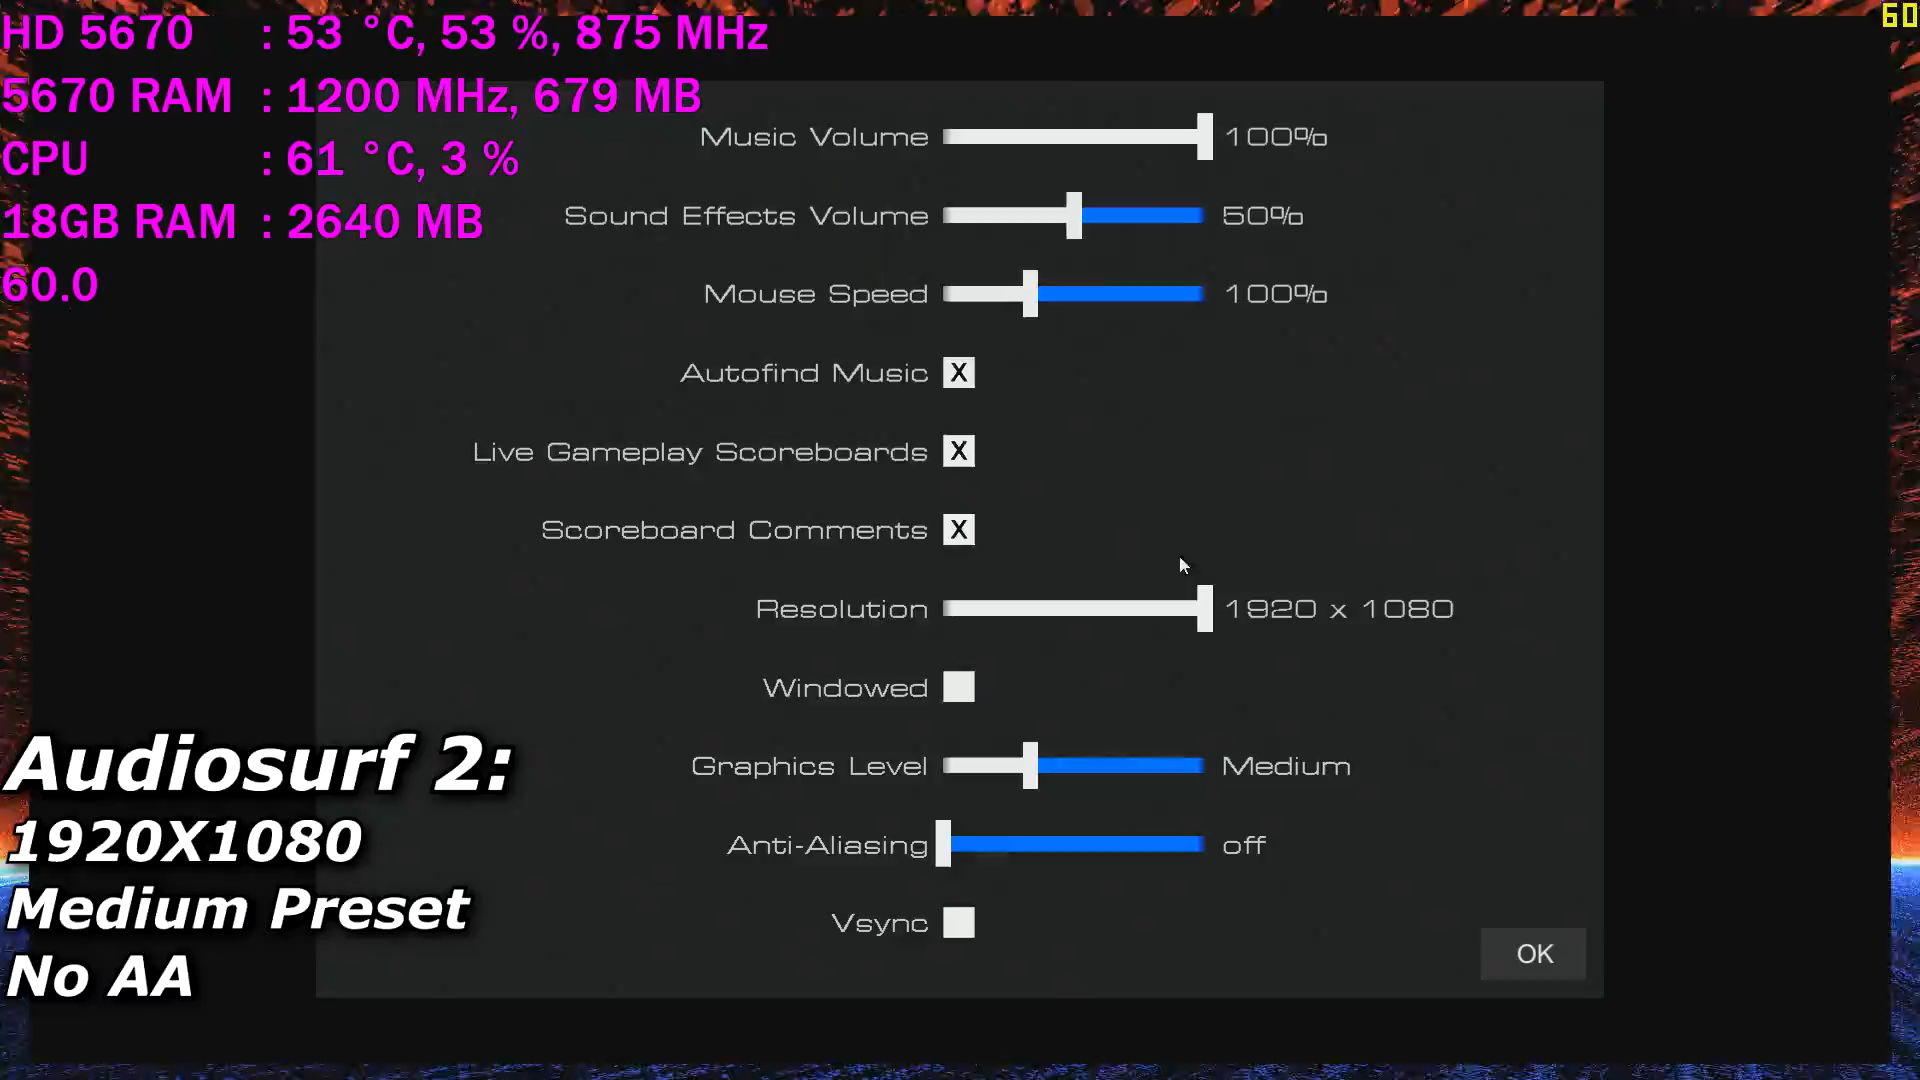 HD 5670 : 53 °C, 53 %, 875 MHz
60
5670 RAM : 1200 MHz, 679 MB
CPU : 61 °C, 3 %
18GB RAM : 2640 MB
60.0
Music Volume 100%
Sound Effects Volume 50%
Mouse Speed 100%
Autofind Music X
Live Gameplay Scoreboards X
Scoreboard Comments X
Resolution 1920 x 1080
Windowed
Graphics Level Medium
Anti-Aliasing off
Vsync
OK
Audiosurf 2:
1920X1080
Medium Preset
No AA